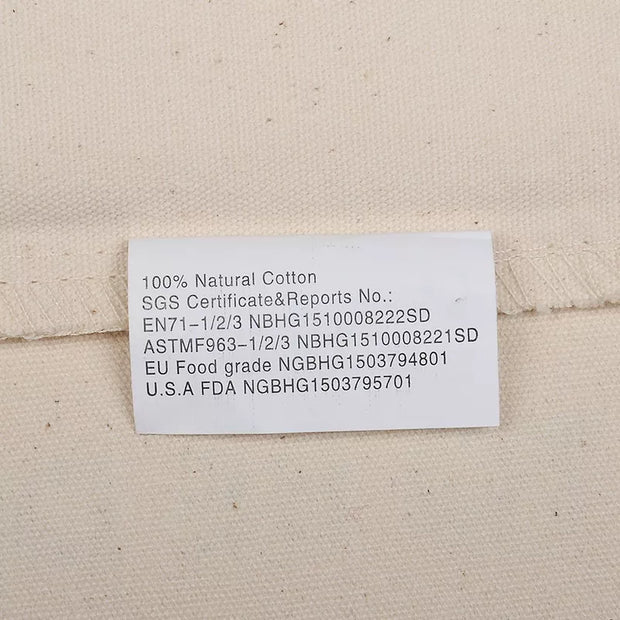 100% Natural Cotton
SGS Certificate&Reports No.:
EN71-1/2/3 NBHG1510008222SD
ASTMF963-1/2/3 NBHG1510008221SD
EU Food grade NGBHG1503794801
U.S.A FDA NGBHG1503795701